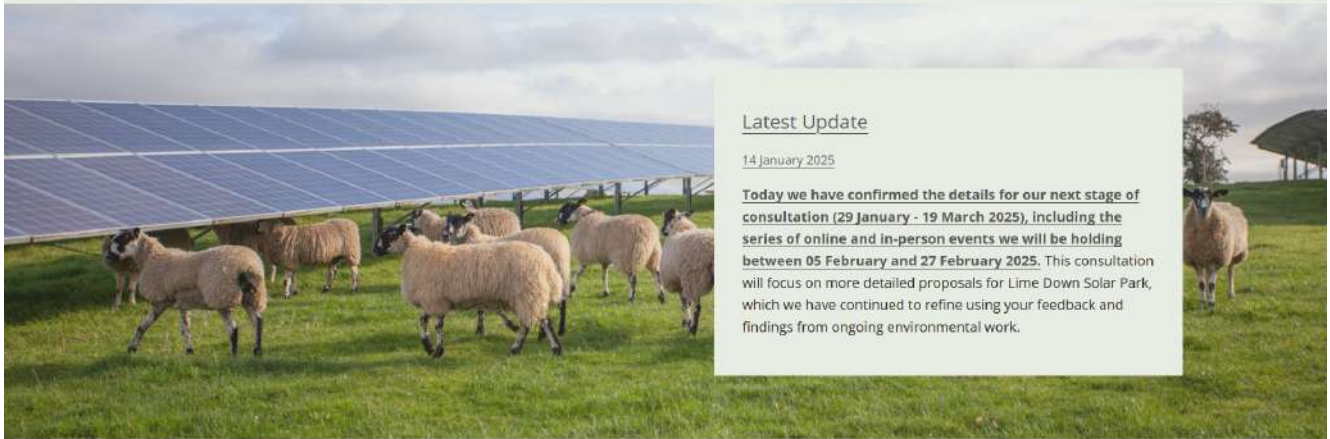 Latest Update
14 January 2025
Today we have confirmed the details for our next stage of
consultation (29 January - 19 March 2025), including the
series of online and in-person events we will be holding
between 05 February and 27 February 2025. This consultation
will focus on more detailed proposals for Lime Down Solar Park,
which we have continued to refine using your feedback and
findings from ongoing environmental work.